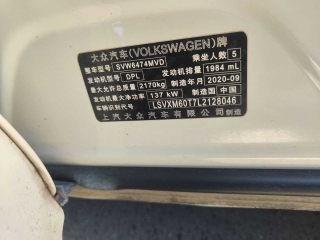 大众汽车(VOLKSWAGEN)牌
整车型号 SVW6474MVD 乘坐人数 5
发动机型号 DPL 发动机排量 1984 mL
最大允许总质量 2170kg 制造年月 2020-09
发动机最大净功率 137 kW 制造国 中国
车辆识别代号 LSVXM60T7L2128046
上汽大众汽车有限公司 制造